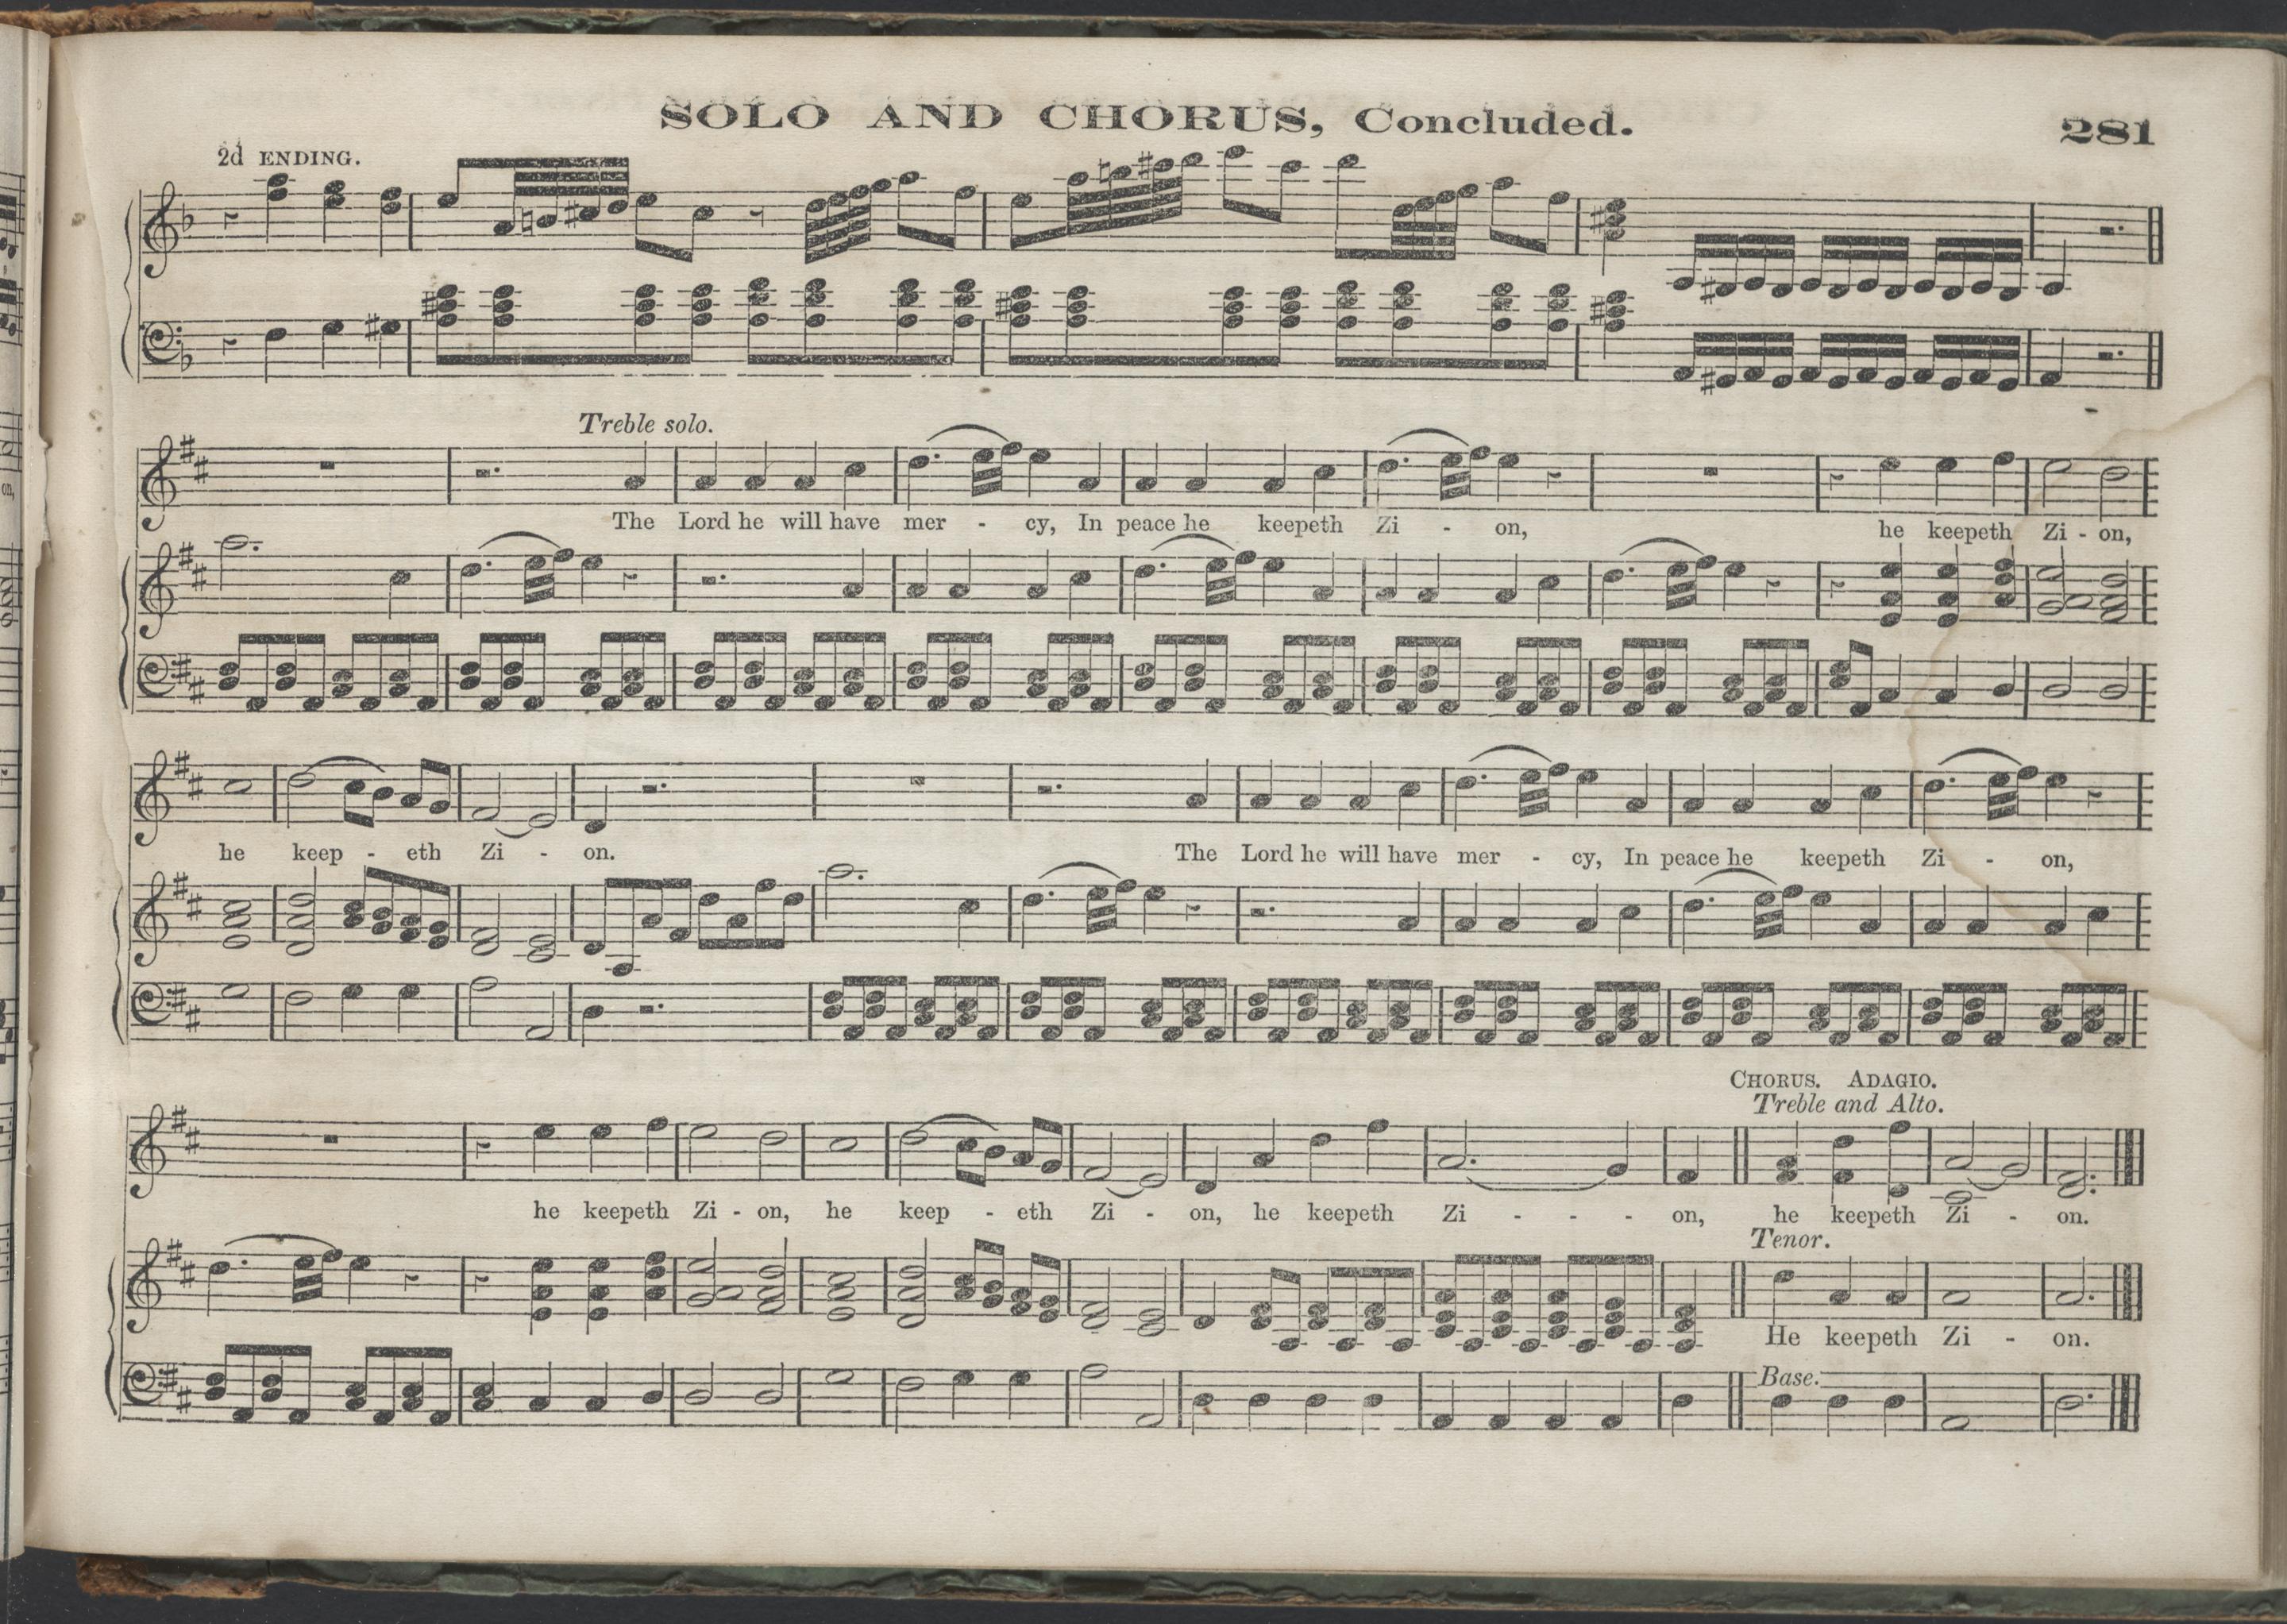 SOLO AND CHORUS, Concluded.
281
2d ENDING.
Treble solo.
The Lord he will have mer - cy, In peace he keepeth Zi - on, he keepeth Zi - on,
he keep - eth Zi - on. The Lord he will have mer - cy, In peace he keepeth Zi - on,
CHORUS. ADAGIO.
Treble and Alto.
he keepeth Zi - on, he keep - eth Zi - on, he keepeth Zi - - - on, he keepeth Zi - on.
Tenor.
He keepeth Zi - on.
Base.